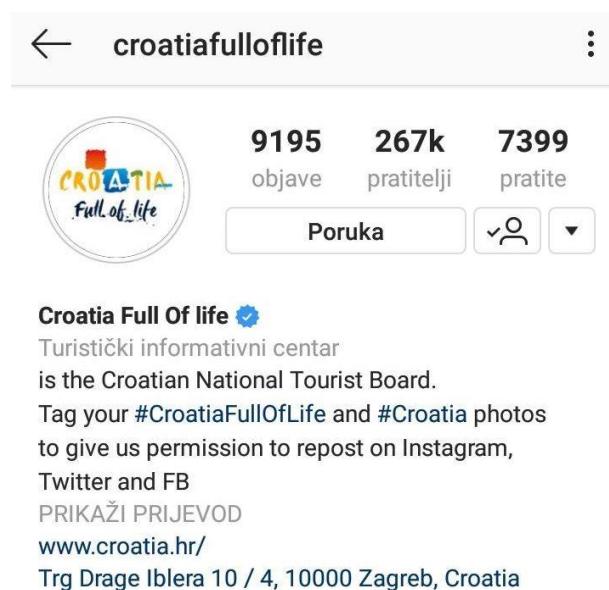 croatiafulloflife
9195 267k 7399
objave pratitelji pratite
CROATIA
Full of life
Poruka
Croatia Full Of life
Turistički informativni centar
is the Croatian National Tourist Board.
Tag your #CroatiaFullOfLife and #Croatia photos
to give us permission to repost on Instagram,
Twitter and FB
PRIKAŽI PRIJEVOD
www.croatia.hr/
Trg Drage Iblera 10 / 4, 10000 Zagreb, Croatia